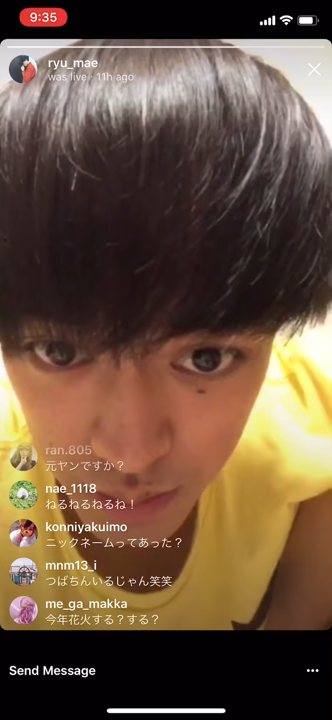 9:35
ryu_mae
was live · 11h ago
ran.805
元ヤンですか？
nae_1118
ねるねるねるね！
konniyakuimo
ニックネームってあった？
mnm13_i
つばちんいるじゃん笑笑
me_ga_makka
今年花火する？する？
Send Message